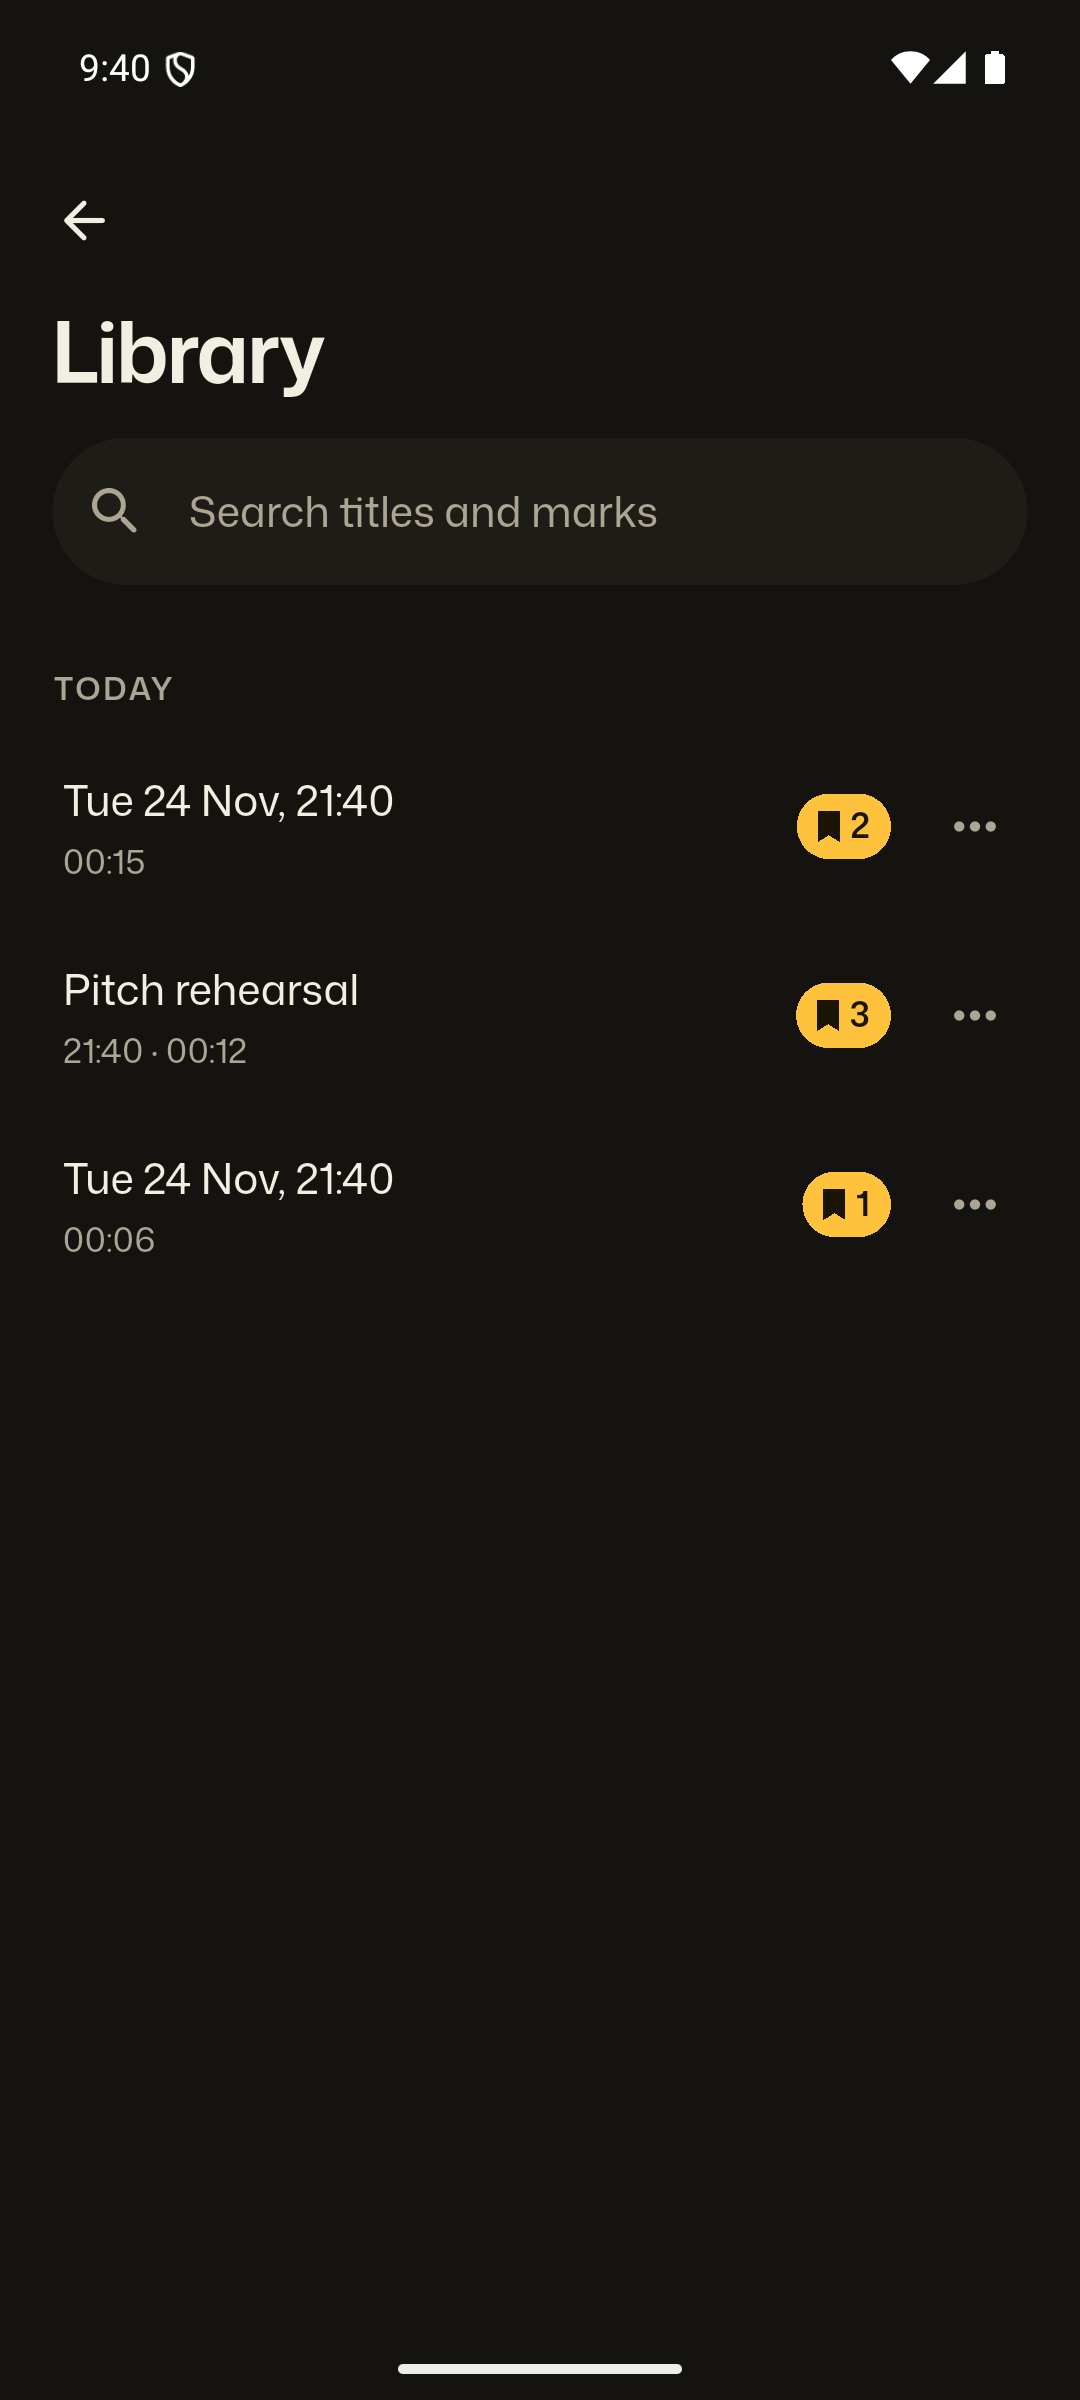 9:40
Library
Search titles and marks
TODAY
Tue 24 Nov, 21:40
00:15
2
Pitch rehearsal
21:40 · 00:12
3
Tue 24 Nov, 21:40
00:06
1